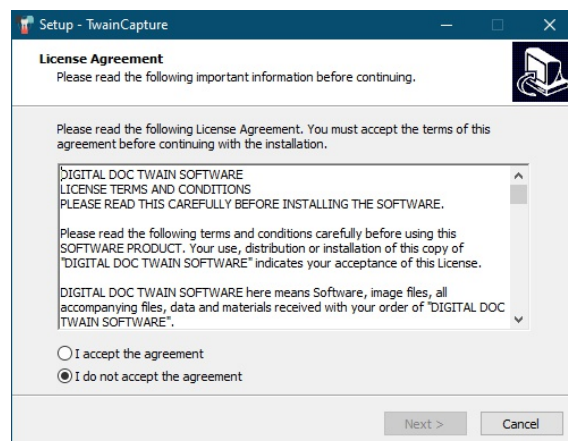 Setup - TwainCapture
License Agreement
Please read the following important information before continuing.
Please read the following License Agreement. You must accept the terms of this
agreement before continuing with the installation.
DIGITAL DOC TWAIN SOFTWARE
LICENSE TERMS AND CONDITIONS
PLEASE READ THIS CAREFULLY BEFORE INSTALLING THE SOFTWARE.
Please read the following terms and conditions carefully before using this
SOFTWARE PRODUCT. Your use, distribution or installation of this copy of
"DIGITAL DOC TWAIN SOFTWARE" indicates your acceptance of this License.
DIGITAL DOC TWAIN SOFTWARE here means Software, image files, all
accompanying files, data and materials received with your order of "DIGITAL DOC
TWAIN SOFTWARE".
I accept the agreement
I do not accept the agreement
Next >
Cancel